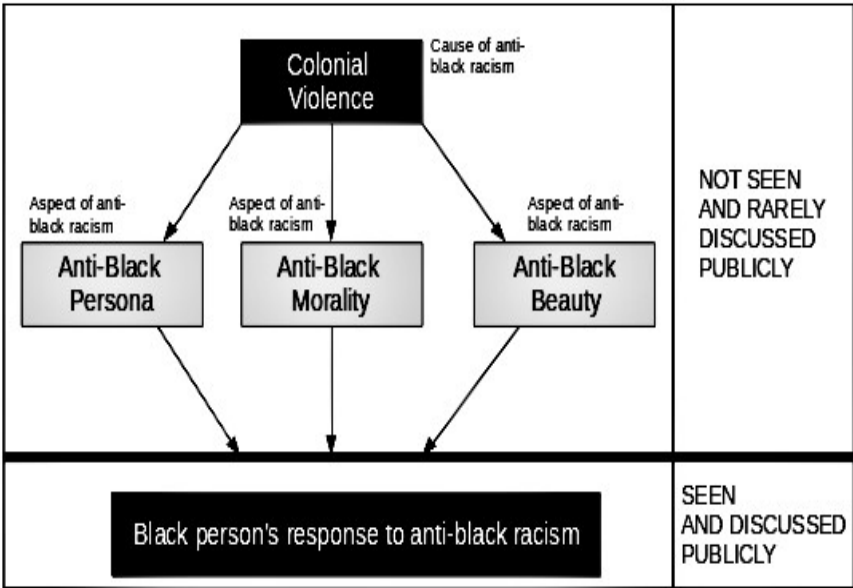 Colonial
Violence
Cause of anti-
black racism
Aspect of anti-
black racism
Anti-Black
Persona
Aspect of anti-
black racism
Anti-Black
Morality
Aspect of anti-
black racism
Anti-Black
Beauty
NOT SEEN
AND RARELY
DISCUSSED
PUBLICLY
Black person's response to anti-black racism
SEEN
AND DISCUSSED
PUBLICLY